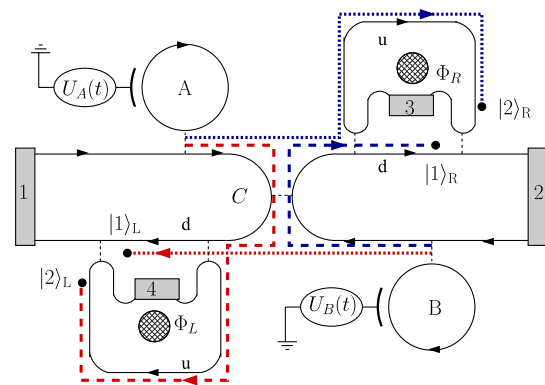 u
A
U_A(t)
Φ_R
3
|2⟩_R
1
C
d
|1⟩_R
2
|1⟩_L
d
|2⟩_L
4
Φ_L
U_B(t)
B
u